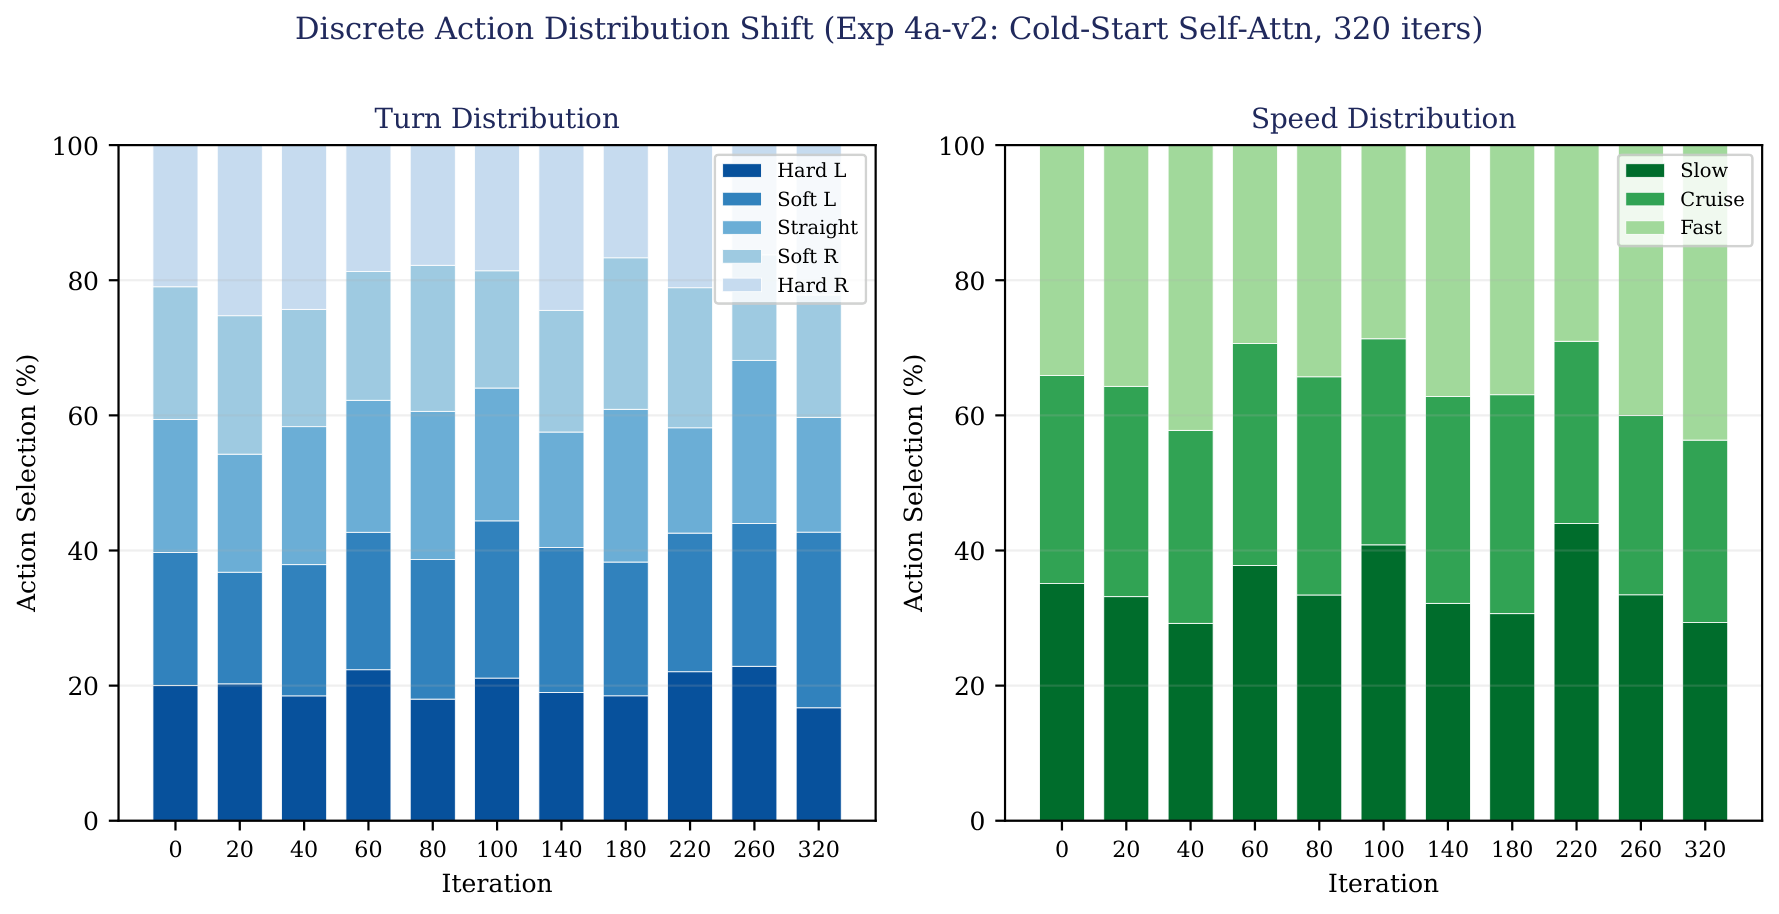 Discrete Action Distribution Shift (Exp 4a-v2: Cold-Start Self-Attn, 320 iters)
Turn Distribution
Action Selection (%)
100
80
60
40
20
0
Hard L
Soft L
Straight
Soft R
Hard R
0 20 40 60 80 100 140 180 220 260 320
Iteration
Speed Distribution
Action Selection (%)
100
80
60
40
20
0
Slow
Cruise
Fast
0 20 40 60 80 100 140 180 220 260 320
Iteration